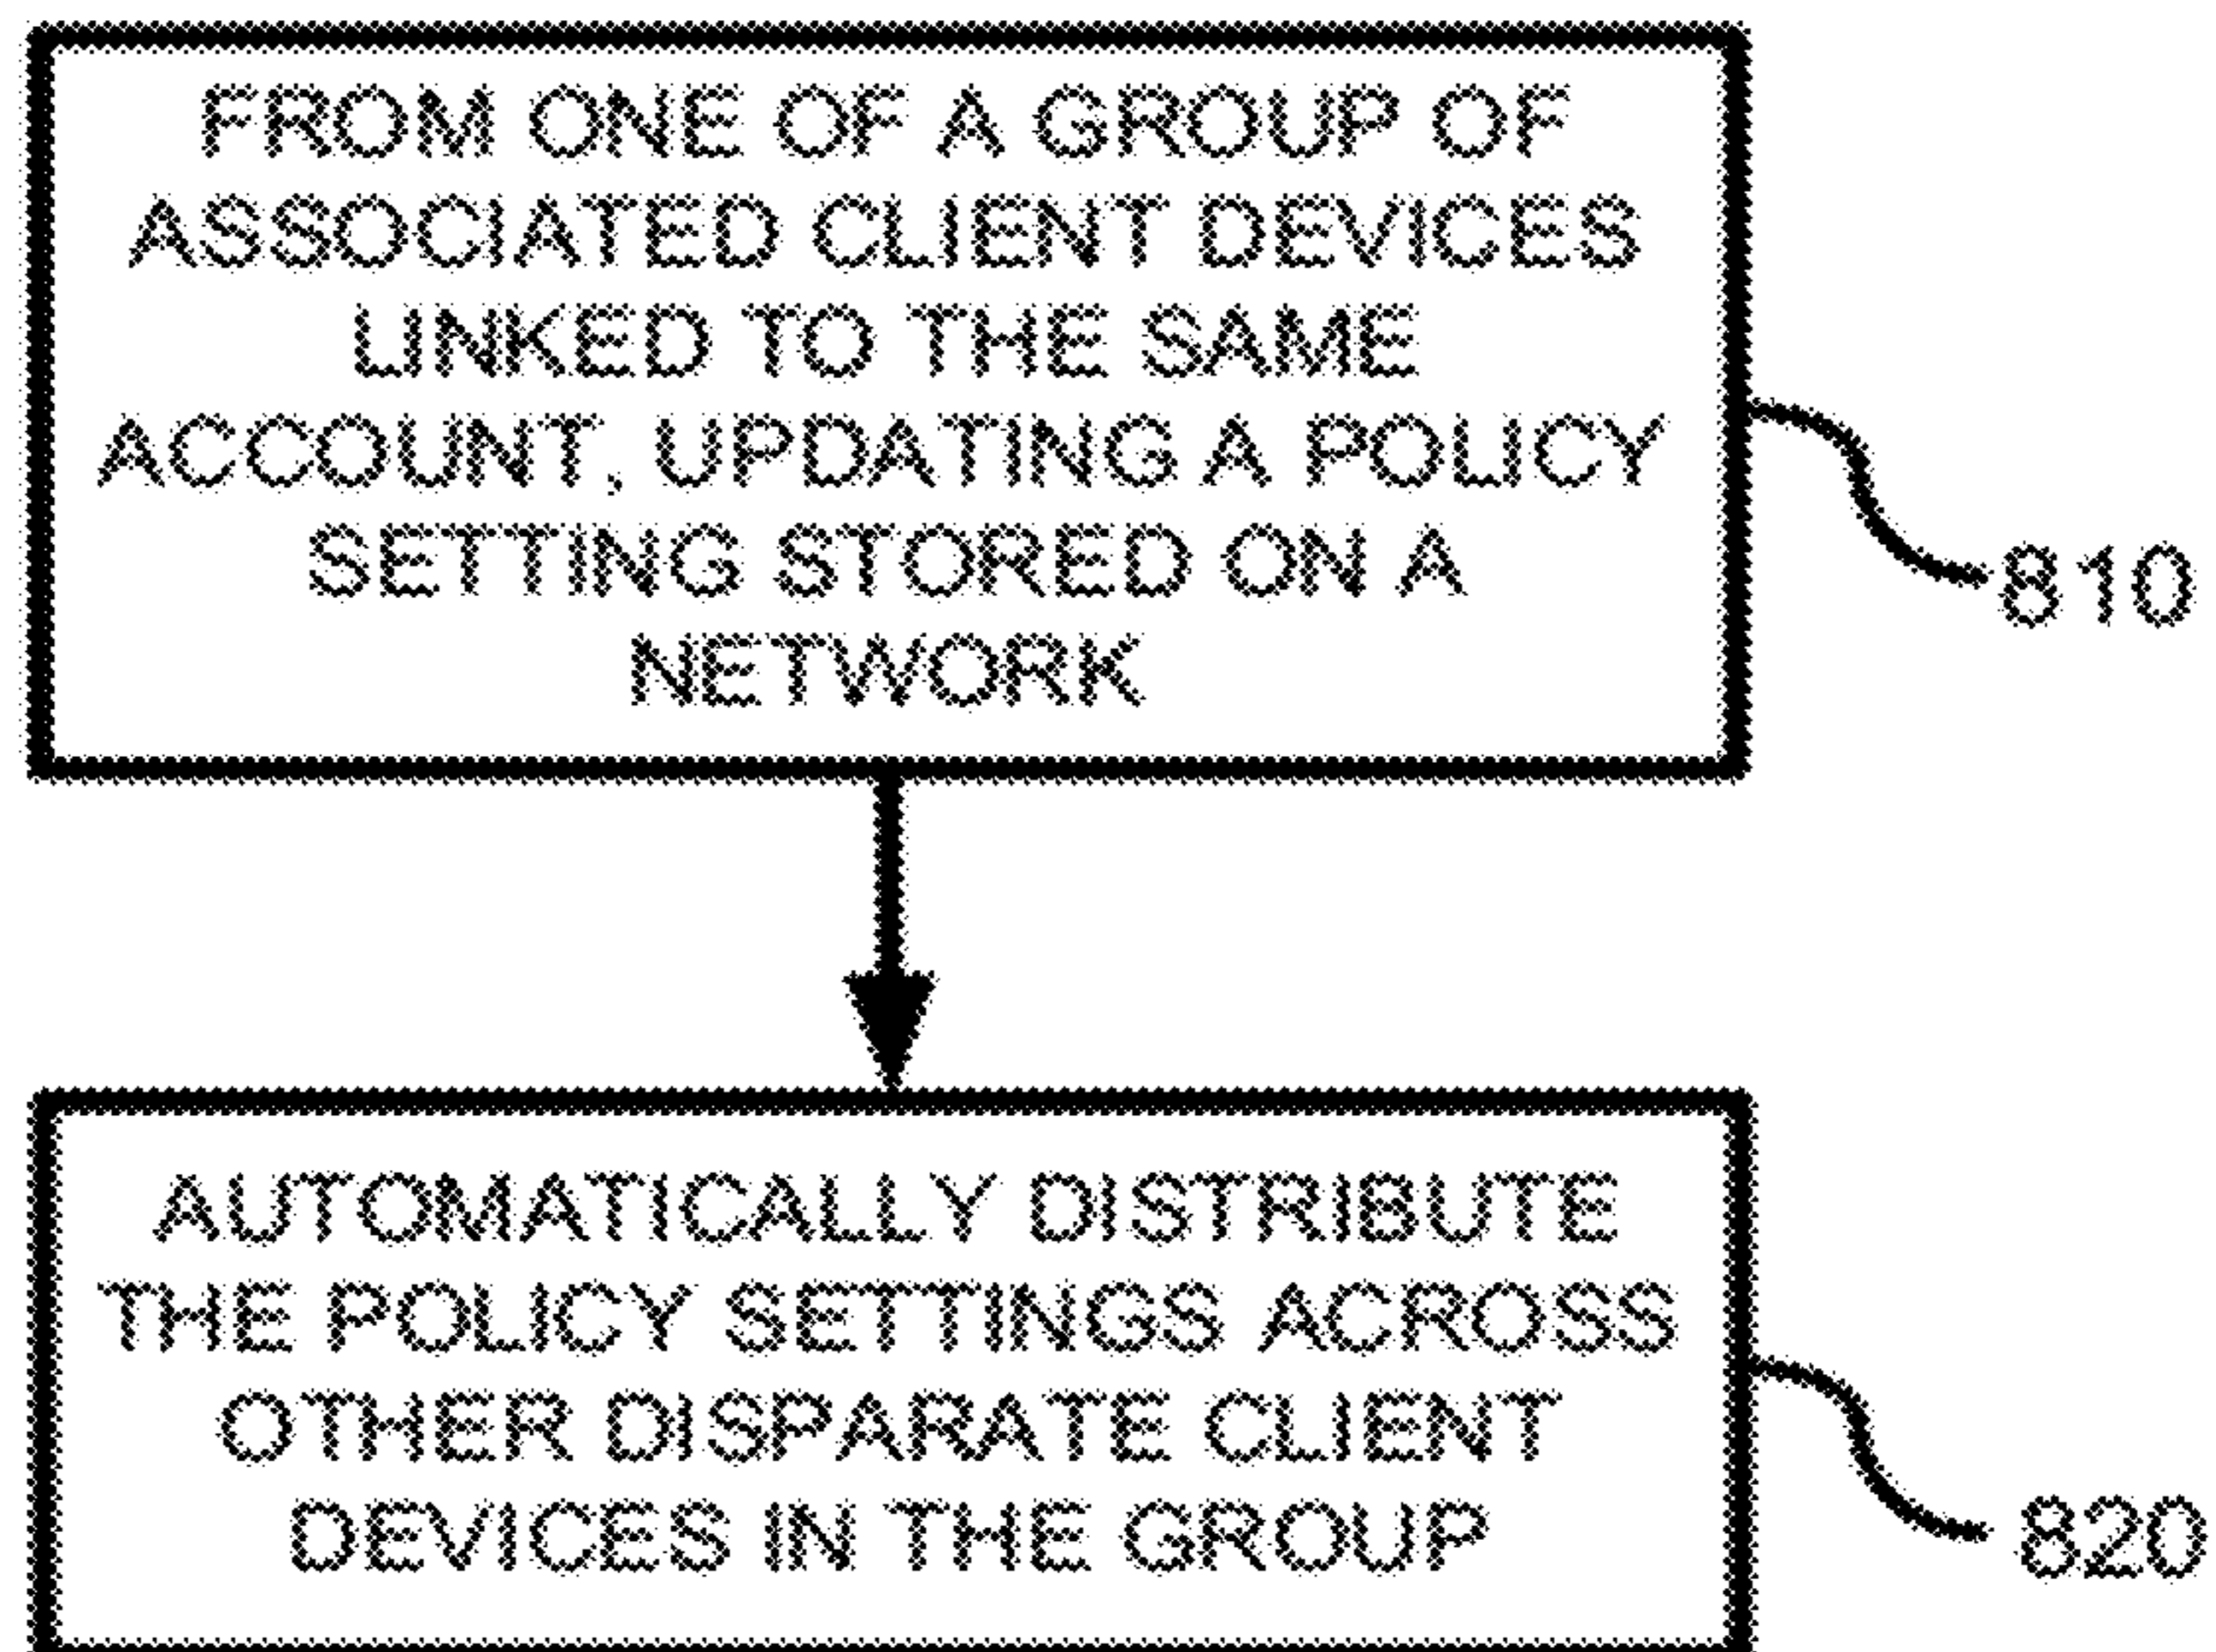 FROM ONE OF A GROUP OF
ASSOCIATED CLIENT DEVICES
LINKED TO THE SAME
ACCOUNT, UPDATING A POLICY
SETTING STORED ON A
NETWORK
810
AUTOMATICALLY DISTRIBUTE
THE POLICY SETTINGS ACROSS
OTHER DISPARATE CLIENT
DEVICES IN THE GROUP
820